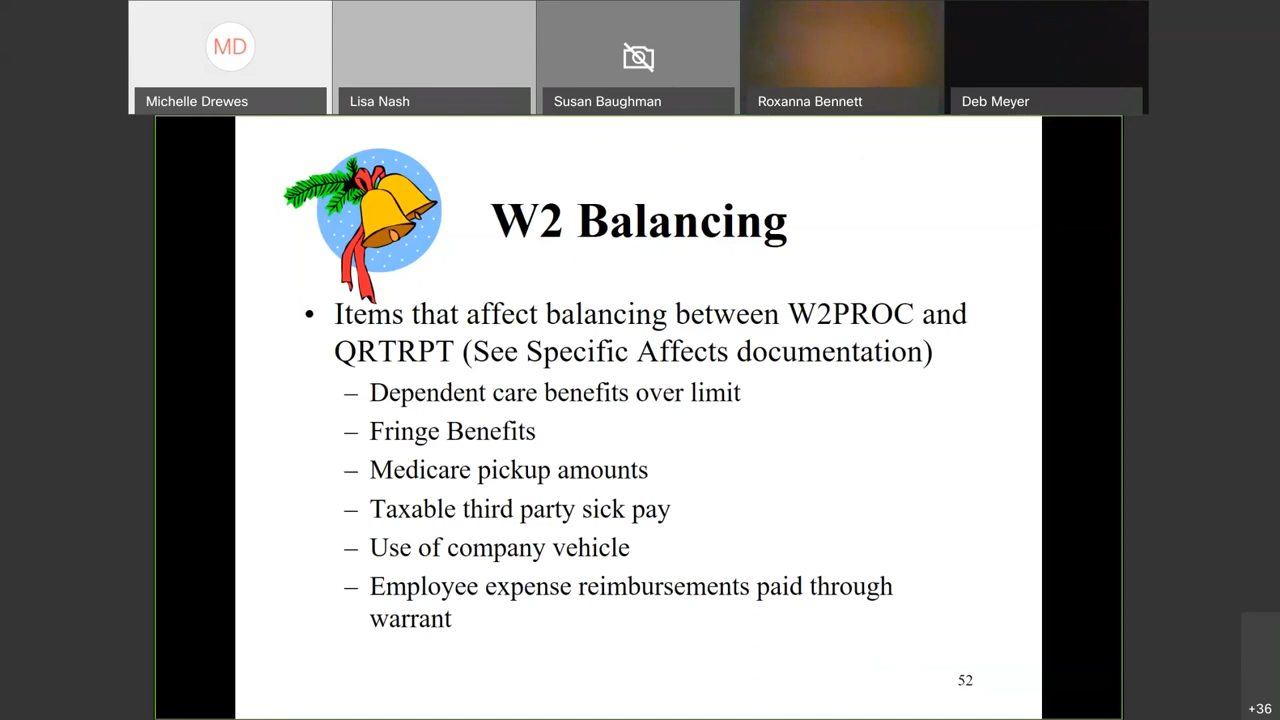 MD
Michelle Drewes
Lisa Nash
Susan Baughman
Roxanna Bennett
Deb Meyer
W2 Balancing
• Items that affect balancing between W2PROC and
QRTRPT (See Specific Affects documentation)
– Dependent care benefits over limit
– Fringe Benefits
– Medicare pickup amounts
– Taxable third party sick pay
– Use of company vehicle
– Employee expense reimbursements paid through
warrant
52
+36